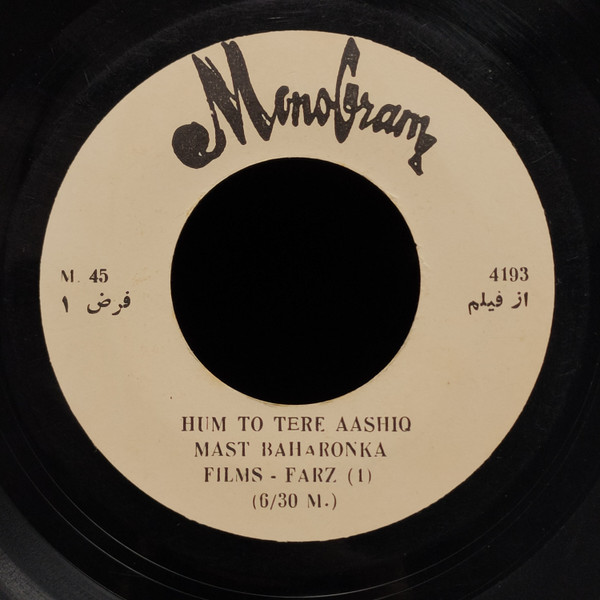 MonoGram
M. 45
4193
فرض ۱
از فیلم
HUM TO TERE AASHIQ
MAST BAHARONKA
FILMS - FARZ (1)
(6/30 M.)